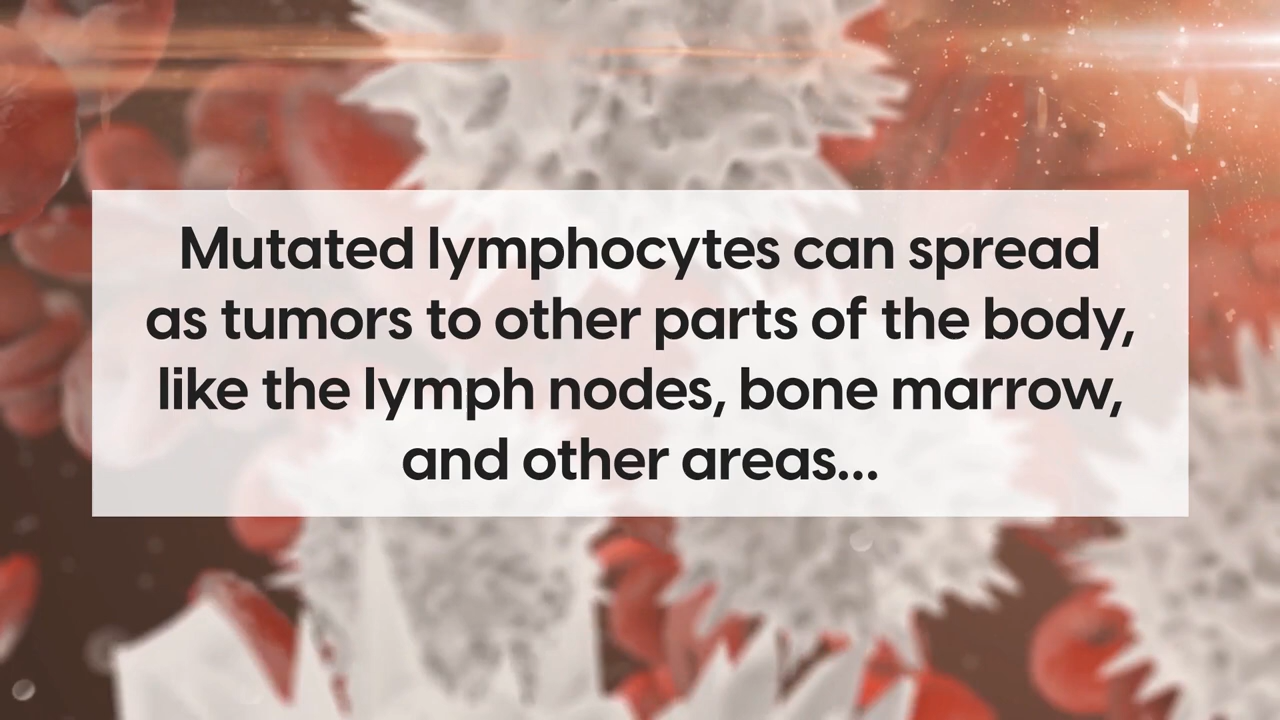 Mutated lymphocytes can spread
as tumors to other parts of the body,
like the lymph nodes, bone marrow,
and other areas...